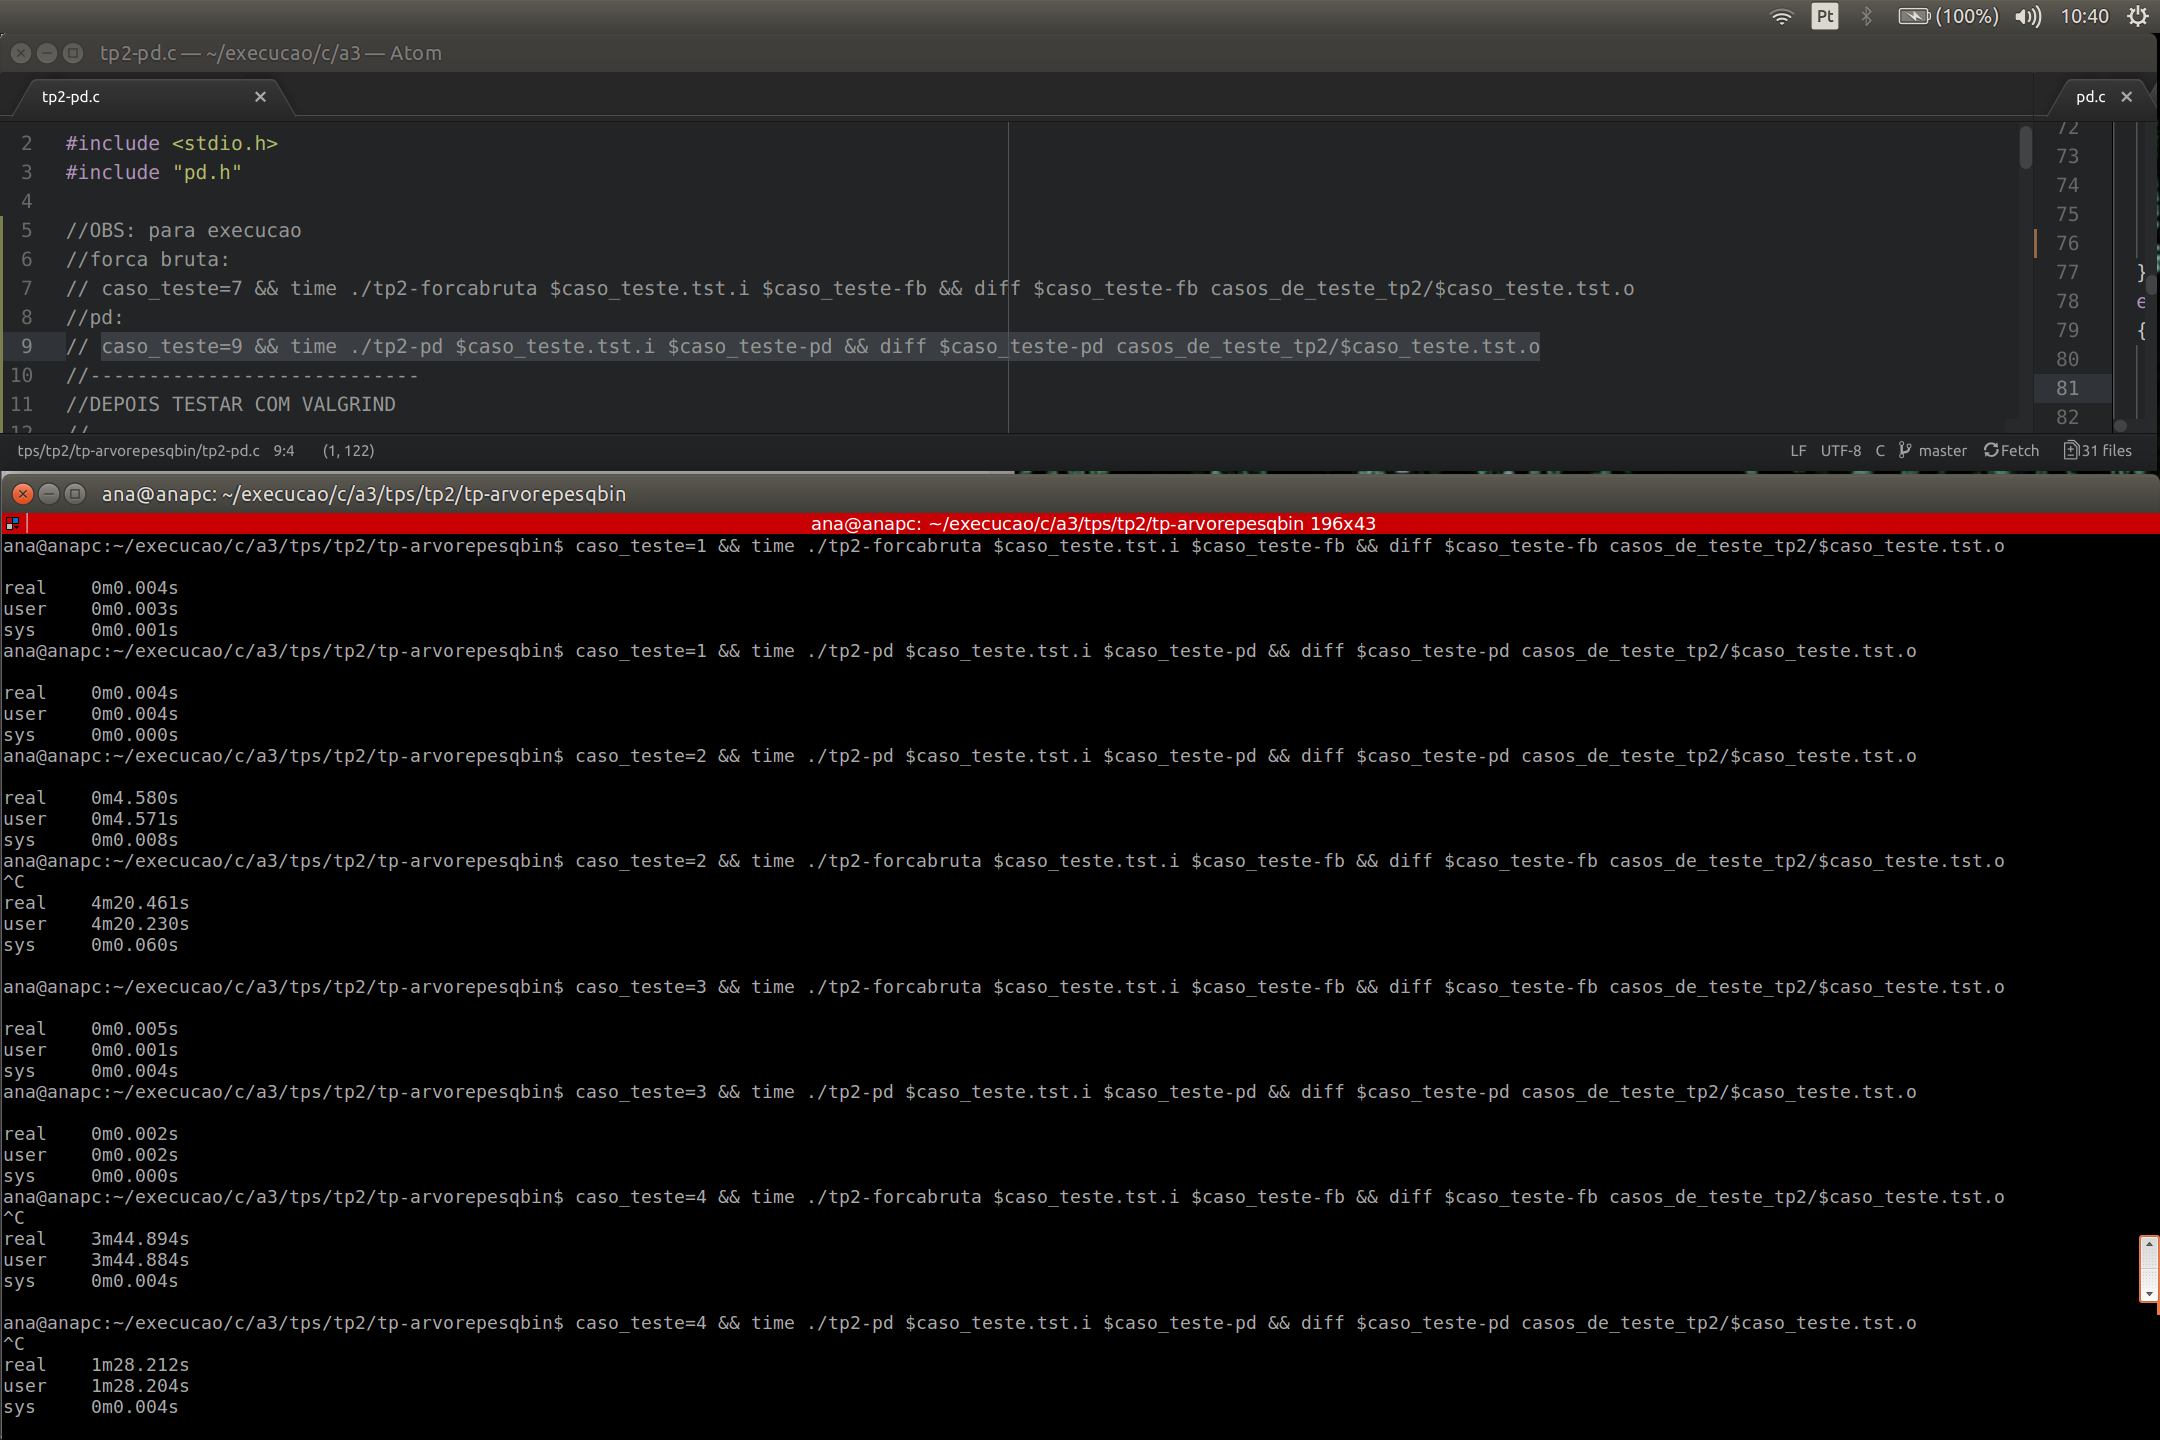 Pt (100%) 10:40
tp2-pd.c — ~/execucao/c/a3 — Atom
tp2-pd.c
2 #include <stdio.h>
3 #include "pd.h"
4
5 //OBS: para execucao
6 //forca bruta:
7 // caso_teste=7 && time ./tp2-forcabruta $caso_teste.tst.i $caso_teste-fb && diff $caso_teste-fb casos_de_teste_tp2/$caso_teste.tst.o
8 //pd:
9 // caso_teste=9 && time ./tp2-pd $caso_teste.tst.i $caso_teste-pd && diff $caso_teste-pd casos_de_teste_tp2/$caso_teste.tst.o
10 //----------------------------
11 //DEPOIS TESTAR COM VALGRIND
12 //
pd.c
72
73
74
75
76
77 }
78 e
79 {
80
81
82
tps/tp2/tp-arvorepesqbin/tp2-pd.c 9:4 (1, 122) LF UTF-8 C master Fetch 31 files
ana@anapc: ~/execucao/c/a3/tps/tp2/tp-arvorepesqbin
ana@anapc: ~/execucao/c/a3/tps/tp2/tp-arvorepesqbin 196x43
ana@anapc:~/execucao/c/a3/tps/tp2/tp-arvorepesqbin$ caso_teste=1 && time ./tp2-forcabruta $caso_teste.tst.i $caso_teste-fb && diff $caso_teste-fb casos_de_teste_tp2/$caso_teste.tst.o
real 0m0.004s
user 0m0.003s
sys 0m0.001s
ana@anapc:~/execucao/c/a3/tps/tp2/tp-arvorepesqbin$ caso_teste=1 && time ./tp2-pd $caso_teste.tst.i $caso_teste-pd && diff $caso_teste-pd casos_de_teste_tp2/$caso_teste.tst.o
real 0m0.004s
user 0m0.004s
sys 0m0.000s
ana@anapc:~/execucao/c/a3/tps/tp2/tp-arvorepesqbin$ caso_teste=2 && time ./tp2-pd $caso_teste.tst.i $caso_teste-pd && diff $caso_teste-pd casos_de_teste_tp2/$caso_teste.tst.o
real 0m4.580s
user 0m4.571s
sys 0m0.008s
ana@anapc:~/execucao/c/a3/tps/tp2/tp-arvorepesqbin$ caso_teste=2 && time ./tp2-forcabruta $caso_teste.tst.i $caso_teste-fb && diff $caso_teste-fb casos_de_teste_tp2/$caso_teste.tst.o
^C
real 4m20.461s
user 4m20.230s
sys 0m0.060s
ana@anapc:~/execucao/c/a3/tps/tp2/tp-arvorepesqbin$ caso_teste=3 && time ./tp2-forcabruta $caso_teste.tst.i $caso_teste-fb && diff $caso_teste-fb casos_de_teste_tp2/$caso_teste.tst.o
real 0m0.005s
user 0m0.001s
sys 0m0.004s
ana@anapc:~/execucao/c/a3/tps/tp2/tp-arvorepesqbin$ caso_teste=3 && time ./tp2-pd $caso_teste.tst.i $caso_teste-pd && diff $caso_teste-pd casos_de_teste_tp2/$caso_teste.tst.o
real 0m0.002s
user 0m0.002s
sys 0m0.000s
ana@anapc:~/execucao/c/a3/tps/tp2/tp-arvorepesqbin$ caso_teste=4 && time ./tp2-forcabruta $caso_teste.tst.i $caso_teste-fb && diff $caso_teste-fb casos_de_teste_tp2/$caso_teste.tst.o
^C
real 3m44.894s
user 3m44.884s
sys 0m0.004s
ana@anapc:~/execucao/c/a3/tps/tp2/tp-arvorepesqbin$ caso_teste=4 && time ./tp2-pd $caso_teste.tst.i $caso_teste-pd && diff $caso_teste-pd casos_de_teste_tp2/$caso_teste.tst.o
^C
real 1m28.212s
user 1m28.204s
sys 0m0.004s